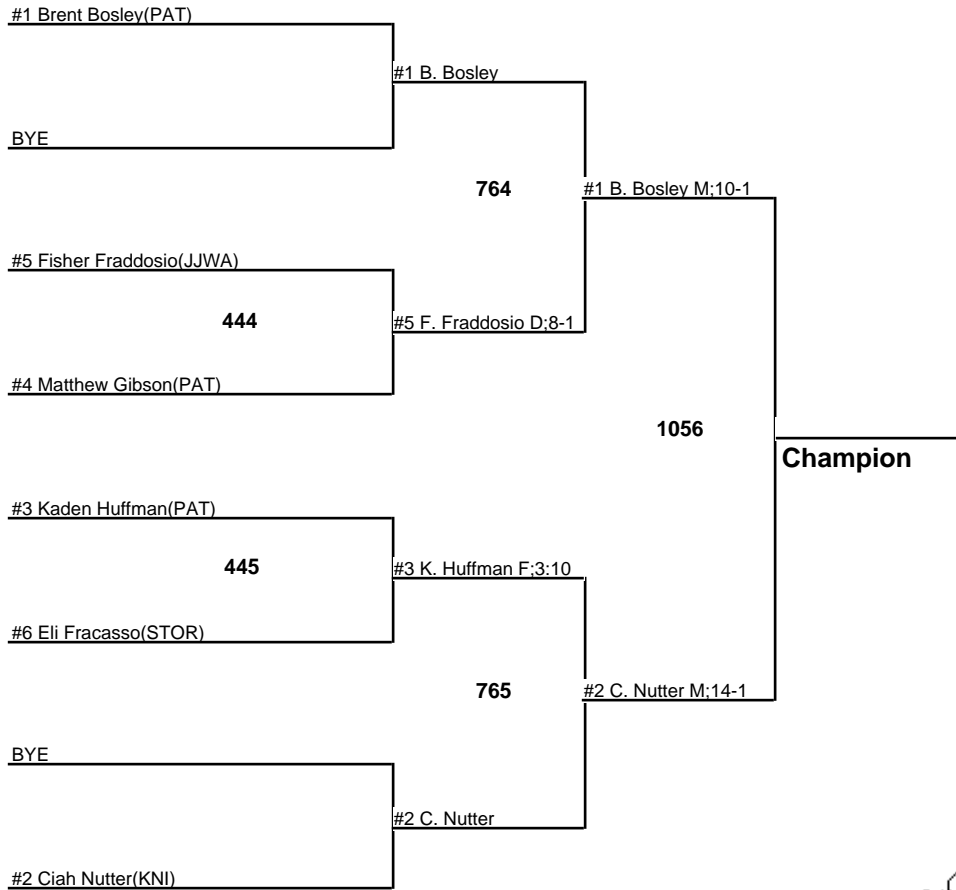 #1 Brent Bosley(PAT)
#1 B. Bosley
BYE
764
#1 B. Bosley M;10-1
#5 Fisher Fraddosio(JJWA)
444
#5 F. Fraddosio D;8-1
#4 Matthew Gibson(PAT)
1056
Champion
#3 Kaden Huffman(PAT)
445
#3 K. Huffman F;3:10
#6 Eli Fracasso(STOR)
765
#2 C. Nutter M;14-1
BYE
#2 C. Nutter
#2 Ciah Nutter(KNI)